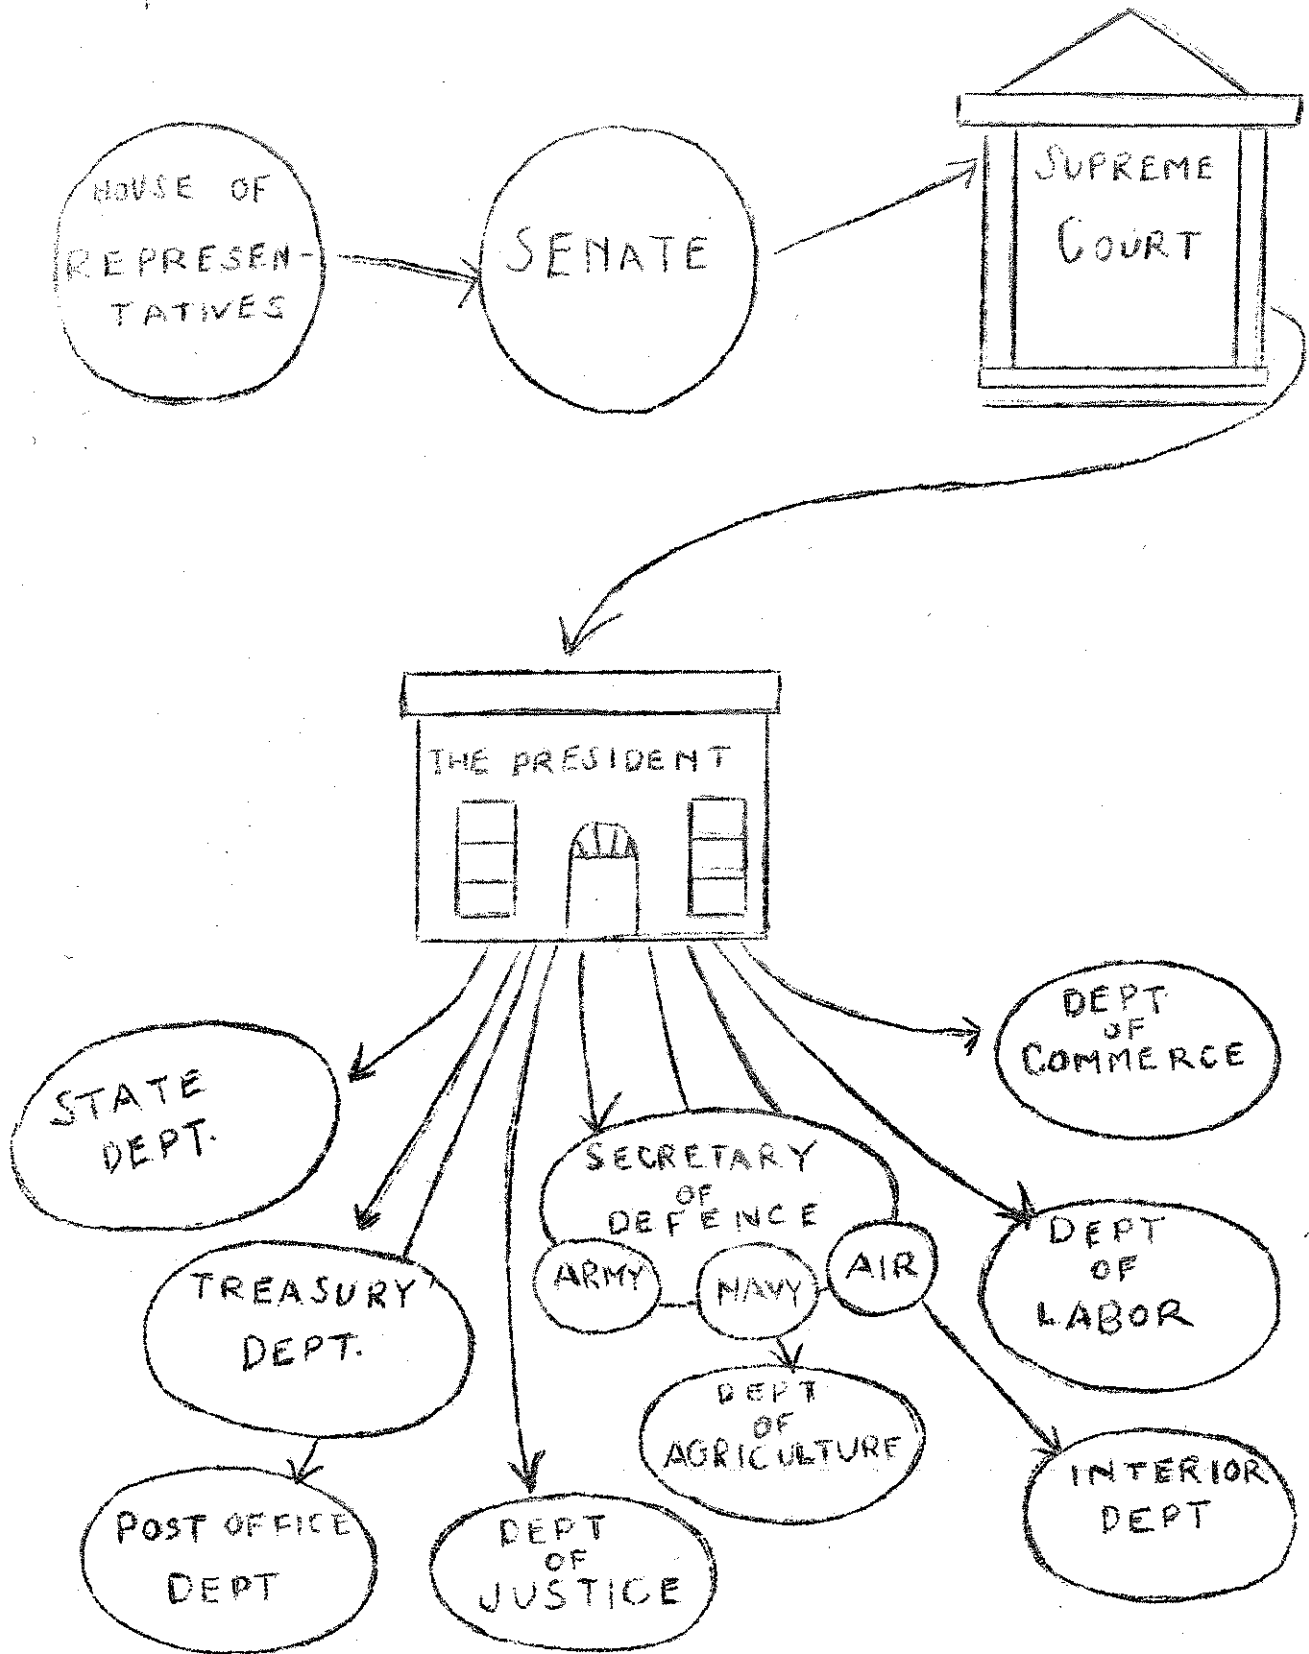 HOUSE OF
REPRESEN-
TATIVES
SENATE
SUPREME
COURT
THE PRESIDENT
DEPT.
OF
COMMERCE
STATE
DEPT.
SECRETARY
OF
DEFENCE
ARMY
NAVY
AIR
DEPT
OF
LABOR
TREASURY
DEPT.
DEPT
OF
AGRICULTURE
INTERIOR
DEPT
POST OFFICE
DEPT
DEPT
OF
JUSTICE